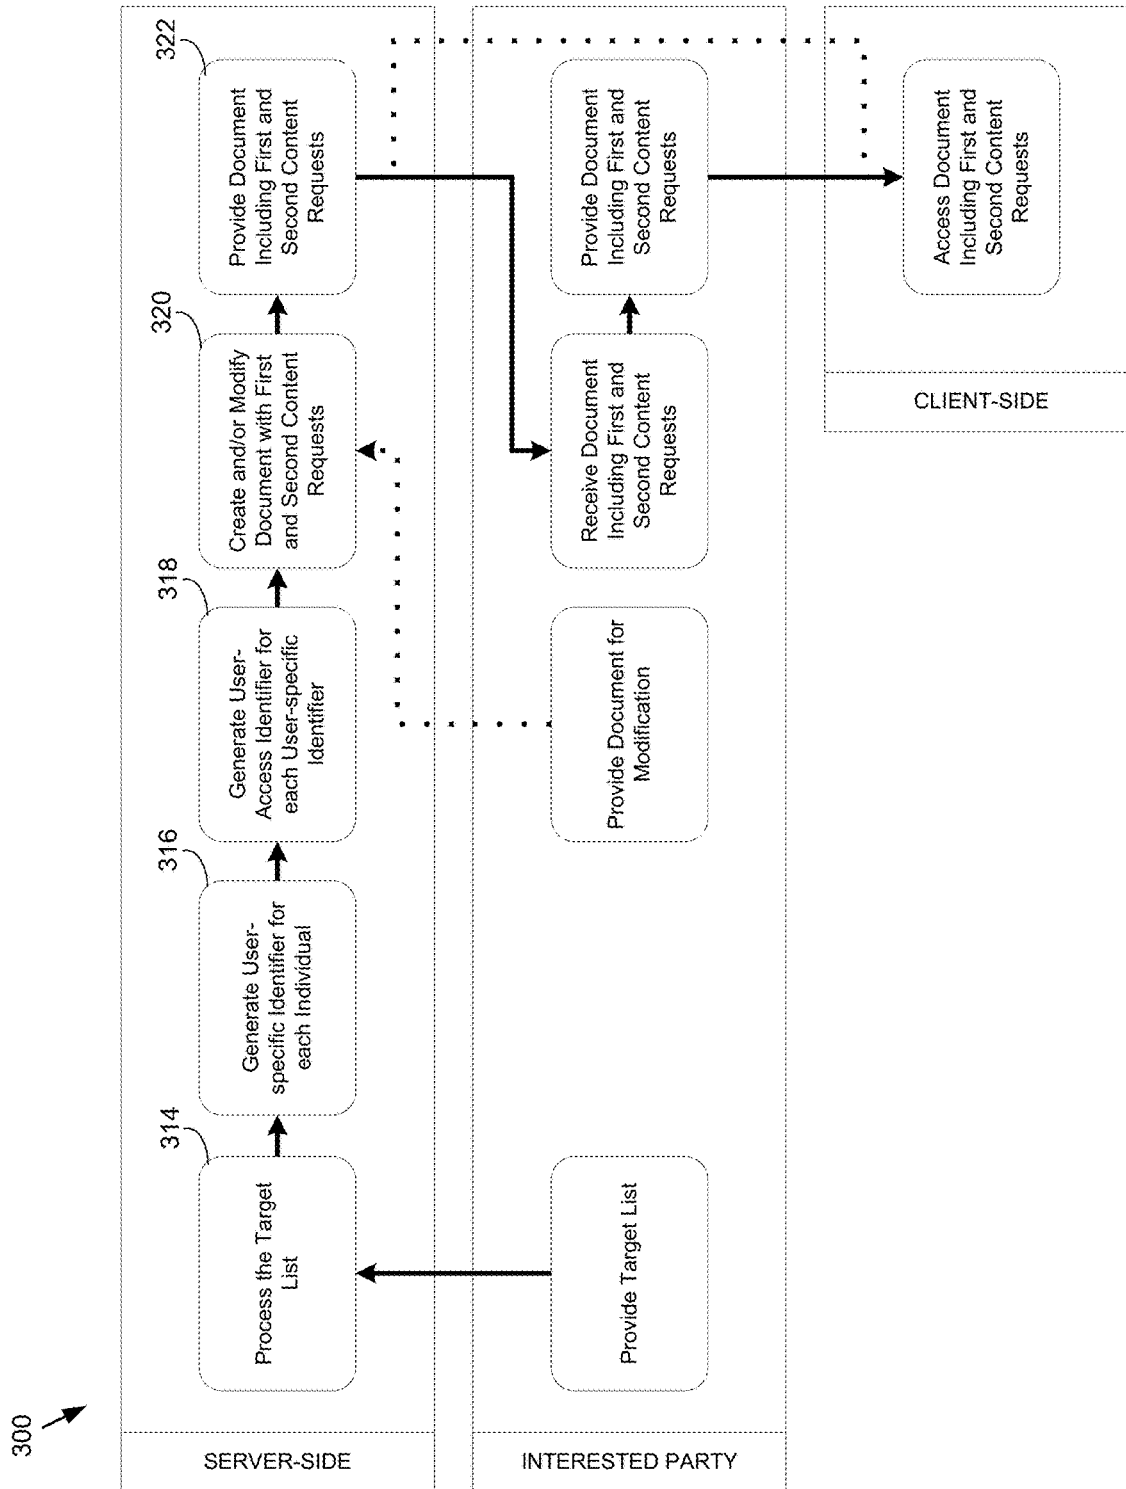 300
SERVER-SIDE
314
Process the Target
List
316
Generate User-
specific Identifier for
each Individual
318
Generate User-
Access Identifier for
each User-specific
Identifier
320
Create and/or Modify
Document with First
and Second Content
Requests
322
Provide Document
Including First and
Second Content
Requests
INTERESTED PARTY
Provide Target List
Provide Document for
Modification
Receive Document
Including First and
Second Content
Requests
Provide Document
Including First and
Second Content
Requests
CLIENT-SIDE
Access Document
Including First and
Second Content
Requests